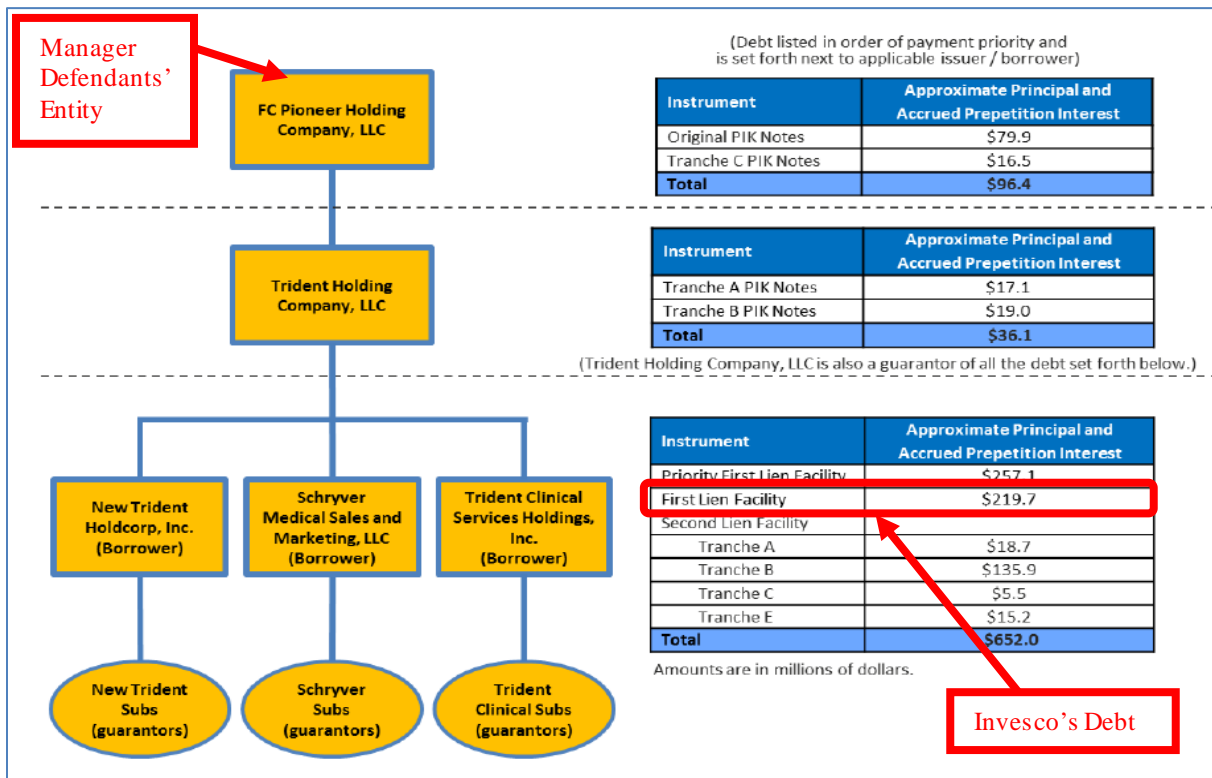 Manager
Defendants'
Entity
FC Pioneer Holding
Company, LLC
(Debt listed in order of payment priority and
is set forth next to applicable issuer / borrower)
Instrument Approximate Principal and
Accrued Prepetition Interest
Original PIK Notes $79.9
Tranche C PIK Notes $16.5
Total $96.4
Trident Holding
Company, LLC
Instrument Approximate Principal and
Accrued Prepetition Interest
Tranche A PIK Notes $17.1
Tranche B PIK Notes $19.0
Total $36.1
(Trident Holding Company, LLC is also a guarantor of all the debt set forth below.)
New Trident
Holdcorp, Inc.
(Borrower)
Schryver
Medical Sales and
Marketing, LLC
(Borrower)
Trident Clinical
Services Holdings,
Inc.
(Borrower)
New Trident
Subs
(guarantors)
Schryver
Subs
(guarantors)
Trident
Clinical Subs
(guarantors)
Instrument Approximate Principal and
Accrued Prepetition Interest
Priority First Lien Facility $257.1
First Lien Facility $219.7
Second Lien Facility
Tranche A $18.7
Tranche B $135.9
Tranche C $5.5
Tranche E $15.2
Total $652.0
Amounts are in millions of dollars.
Invesco's Debt